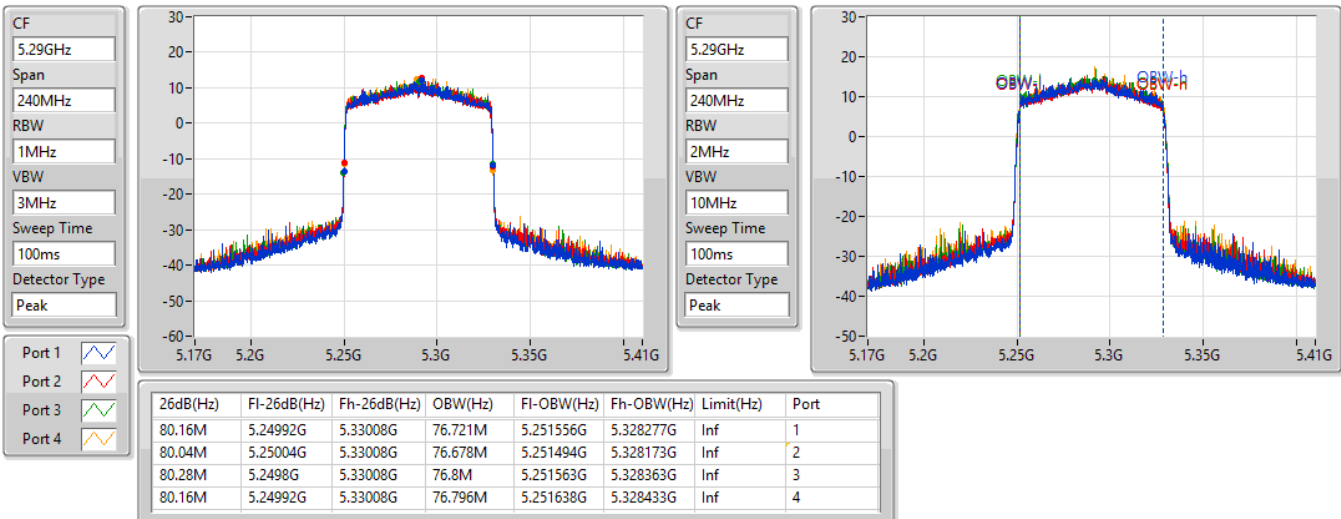 CF
5.29GHz
Span
240MHz
RBW
1MHz
VBW
3MHz
Sweep Time
100ms
Detector Type
Peak
30
20
10
0
-10
-20
-30
-40
-50
-60
5.17G 5.2G 5.25G 5.3G 5.35G 5.41G
CF
5.29GHz
Span
240MHz
RBW
2MHz
VBW
10MHz
Sweep Time
100ms
Detector Type
Peak
30
20
10
0
-10
-20
-30
-40
-50
OBW-l OBW-h
OBW-h
5.17G 5.2G 5.25G 5.3G 5.35G 5.41G
Port 1
Port 2
Port 3
Port 4
26dB(Hz) Fl-26dB(Hz) Fh-26dB(Hz) OBW(Hz) Fl-OBW(Hz) Fh-OBW(Hz) Limit(Hz) Port
80.16M 5.24992G 5.33008G 76.721M 5.251556G 5.328277G Inf 1
80.04M 5.25004G 5.33008G 76.678M 5.251494G 5.328173G Inf 2
80.28M 5.2498G 5.33008G 76.8M 5.251563G 5.328363G Inf 3
80.16M 5.24992G 5.33008G 76.796M 5.251638G 5.328433G Inf 4